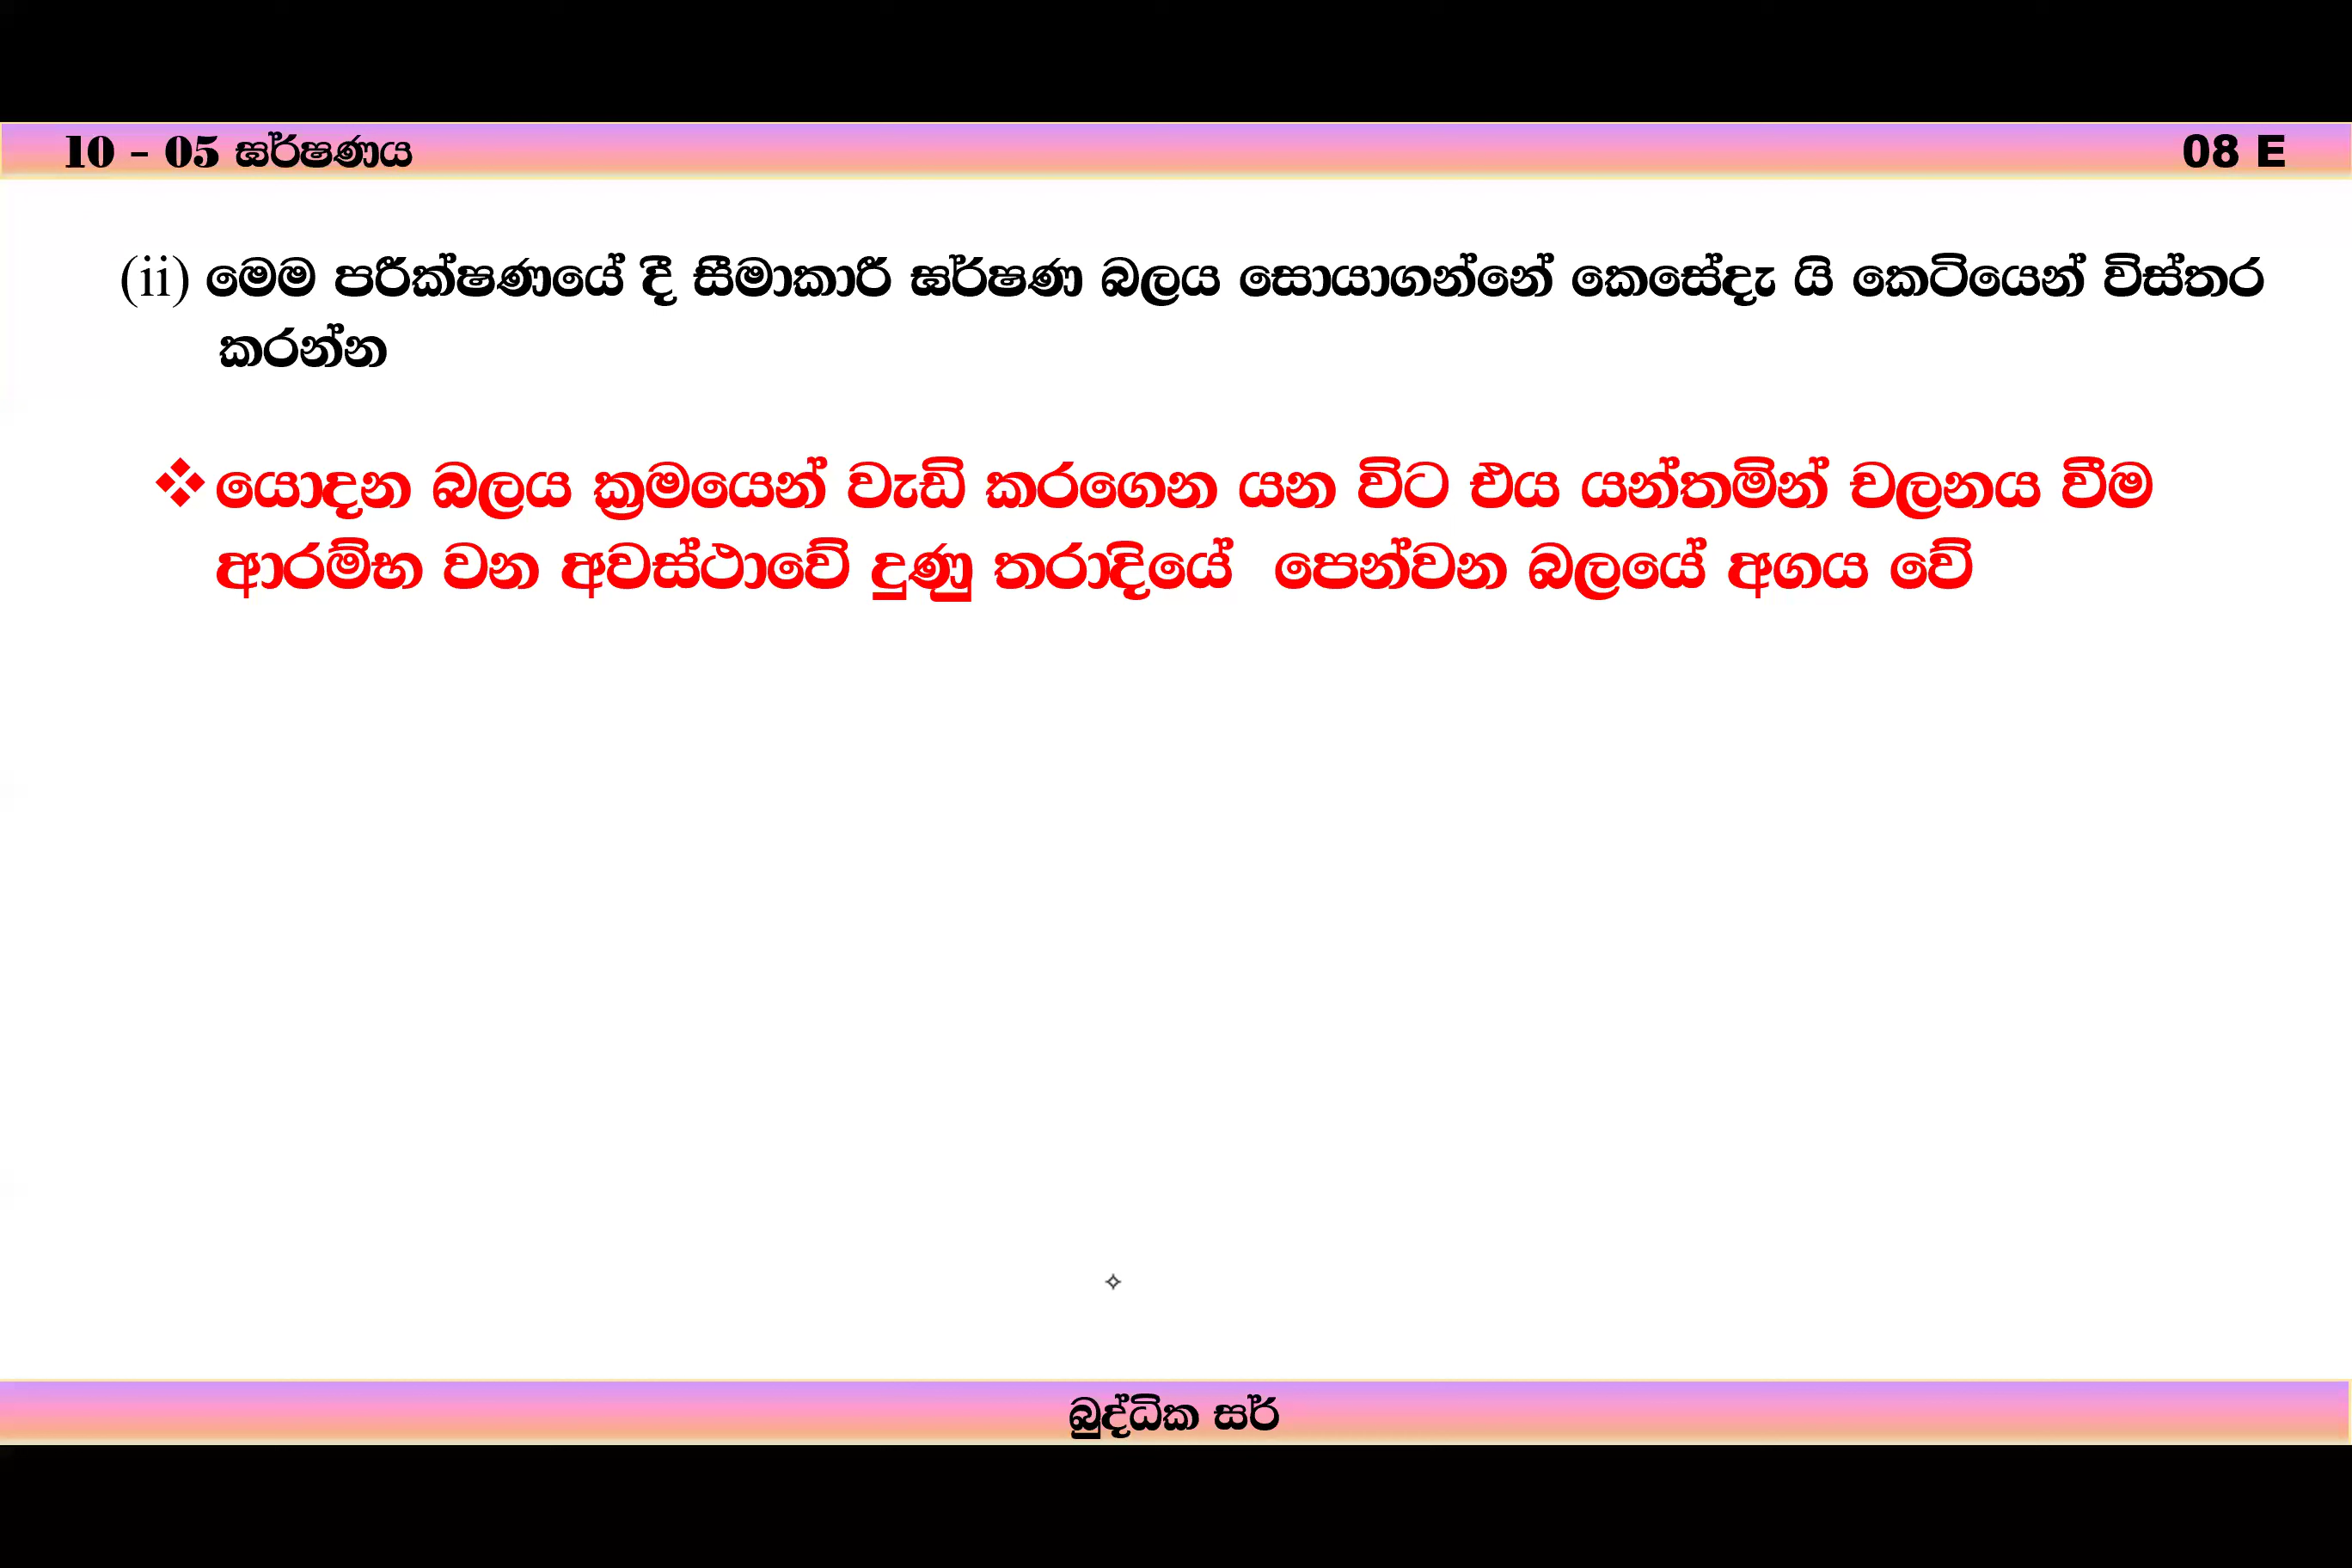 10 - 05 ඝර්ෂණය
08 E
(ii) මෙම පරීක්ෂණයේ දී සීමාකාරී ඝර්ෂණ බලය සොයාගන්නේ කෙසේදැ යි කෙටියෙන් විස්තර
කරන්න
❖යොදන බලය ක්‍රමයෙන් වැඩි කරගෙන යන විට එය යන්තමින් චලනය වීම
ආරම්භ වන අවස්ථාවේ දුණු තරාදියේ පෙන්වන බලයේ අගය වේ
බුද්ධික සර්